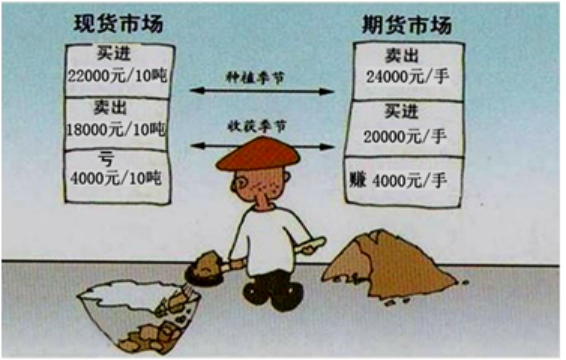 现货市场
买进
22000元/10吨
卖出
18000元/10吨
亏
4000元/10吨
种植季节
收获季节
期货市场
卖出
24000元/手
买进
20000元/手
赚 4000元/手